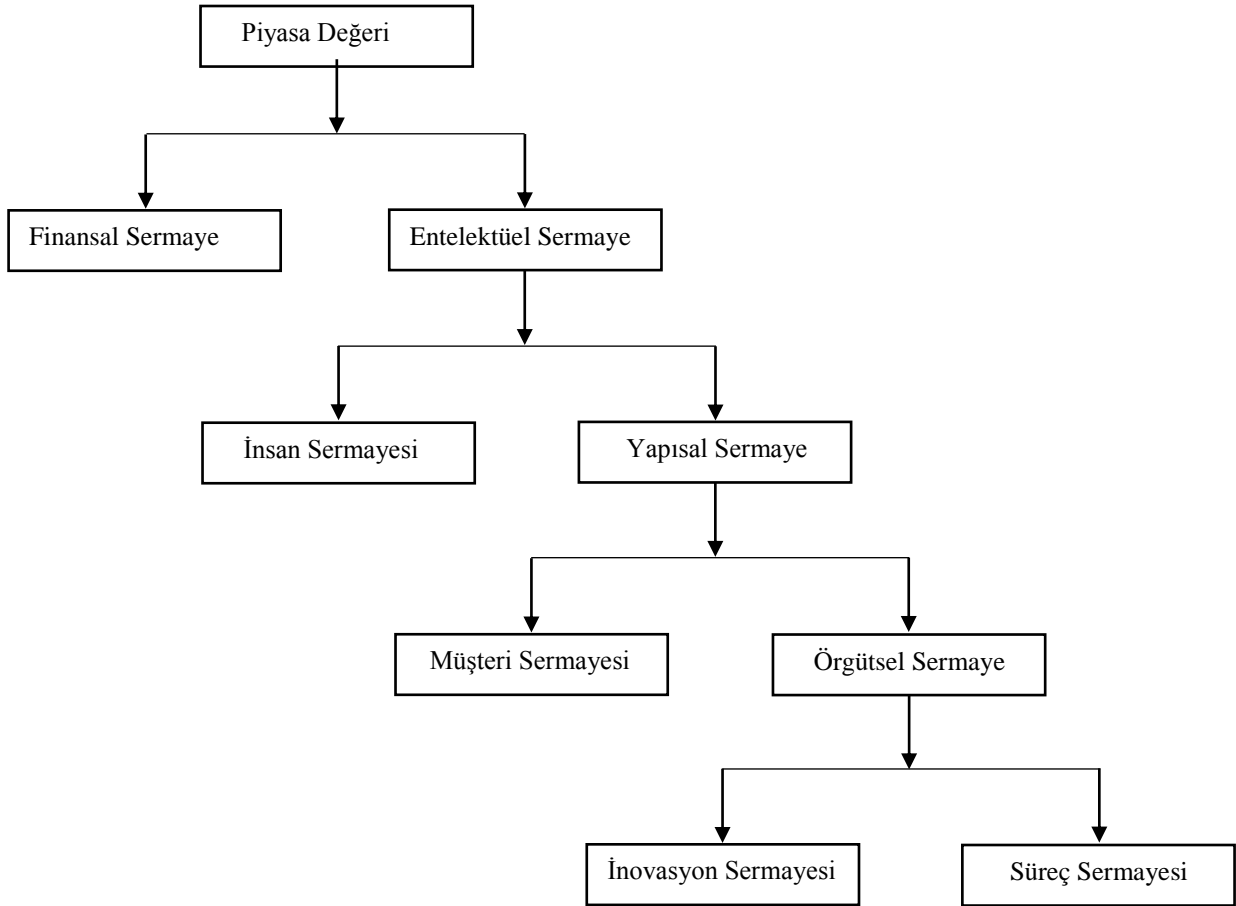 Piyasa Değeri
Finansal Sermaye
Entelektüel Sermaye
İnsan Sermayesi
Yapısal Sermaye
Müşteri Sermayesi
Örgütsel Sermaye
İnovasyon Sermayesi
Süreç Sermayesi